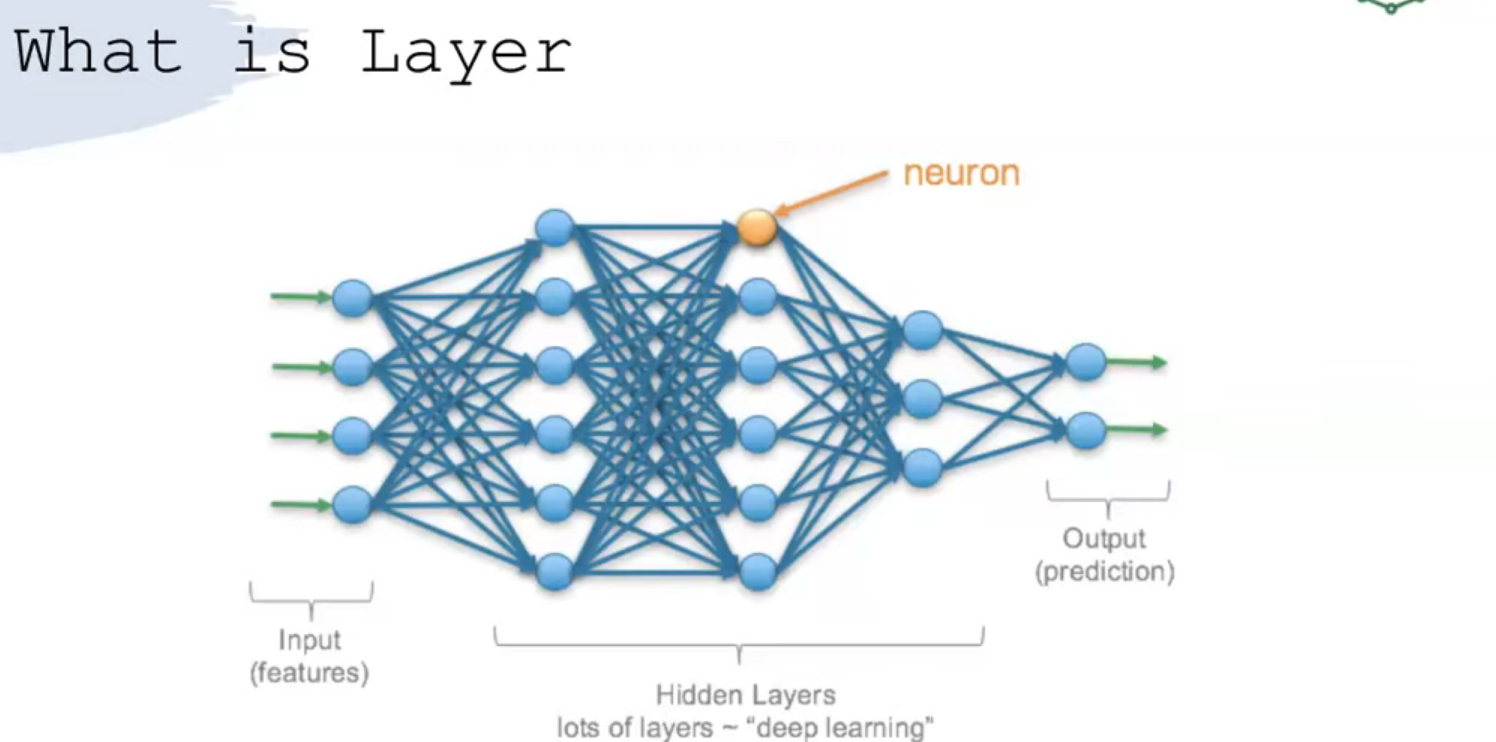 What is Layer
neuron
Output
(prediction)
Input
(features)
Hidden Layers
lots of layers ~ “deep learning”